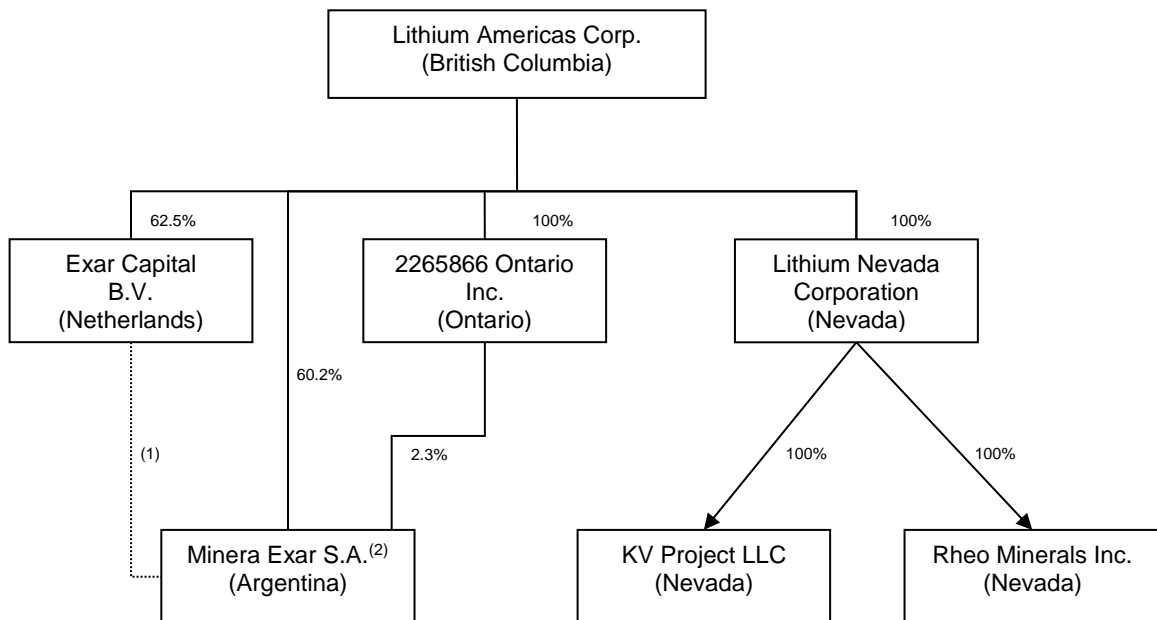 Lithium Americas Corp.
(British Columbia)
62.5%
100%
100%
Exar Capital
B.V.
(Netherlands)
2265866 Ontario
Inc.
(Ontario)
Lithium Nevada
Corporation
(Nevada)
60.2%
(1)
2.3%
100%
100%
Minera Exar S.A.(2)
(Argentina)
KV Project LLC
(Nevada)
Rheo Minerals Inc.
(Nevada)